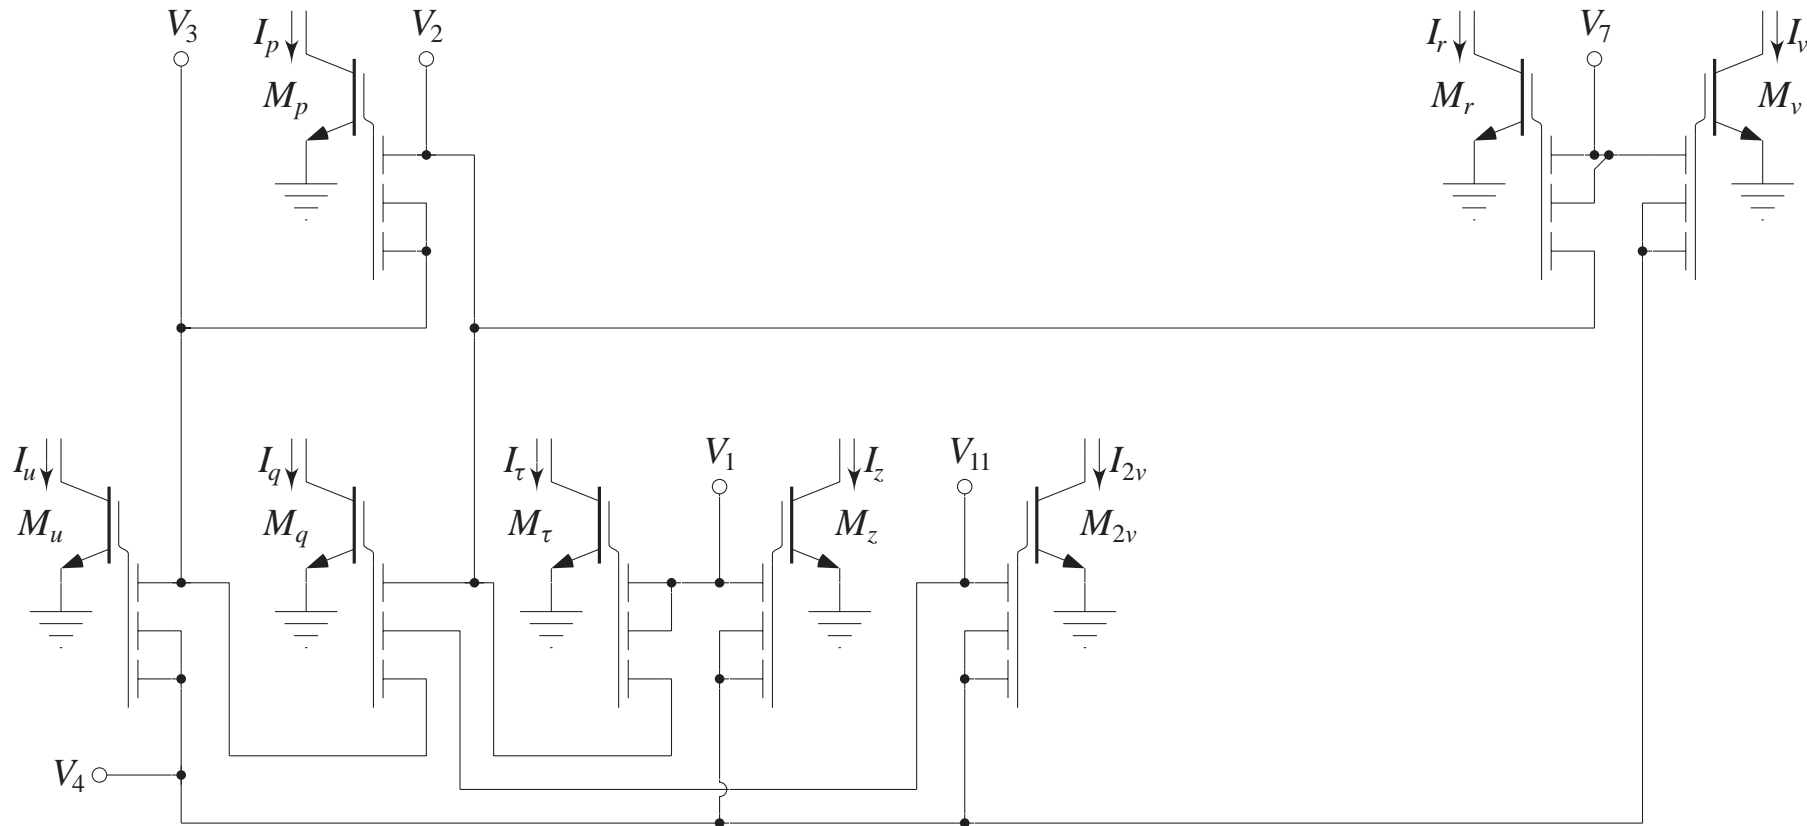 V3 Ip V2 Ir V7 Iv
Mp Mr Mv
Iu Iq Iτ V1 Iz V11 I2v
Mu Mq Mτ Mz M2v
V4